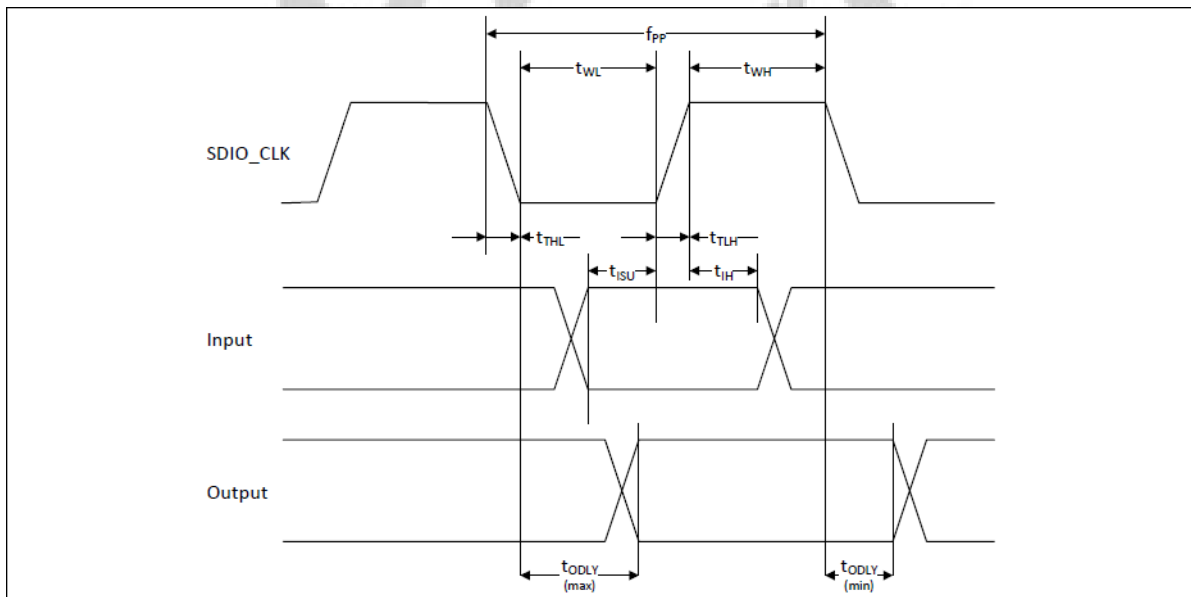 fPP
tWL
tWH
SDIO_CLK
tTHL
tTLH
tISU
tIH
Input
Output
tODLY
(max)
tODLY
(min)